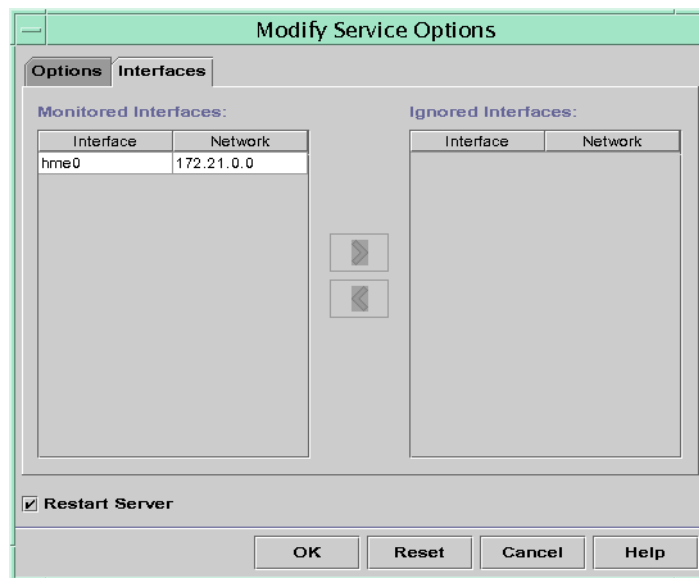 Modify Service Options
Options Interfaces
Monitored Interfaces: Ignored Interfaces:
Interface Network Interface Network
hme0 172.21.0.0
Restart Server
OK Reset Cancel Help